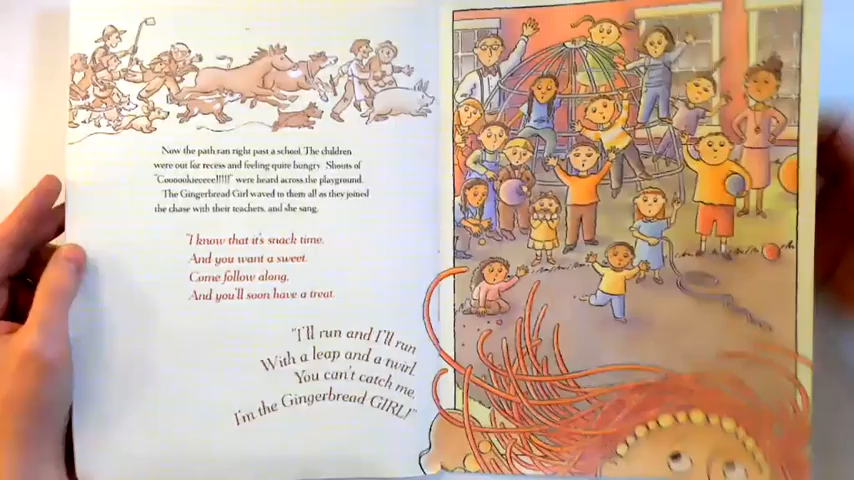 Now the path ran right past a school. The children
were out for recess and feeling quite hungry. Shouts of
"Coooookieeeee!!!!!" were heard across the playground.
The Gingerbread Girl waved to them all as they joined
the chase with their teachers, and she sang,
"I know that it's snack time,
And you want a sweet.
Come follow along,
And you'll soon have a treat.
"I'll run and I'll run
With a leap and a twirl.
You can't catch me,
I'm the Gingerbread GIRL!"